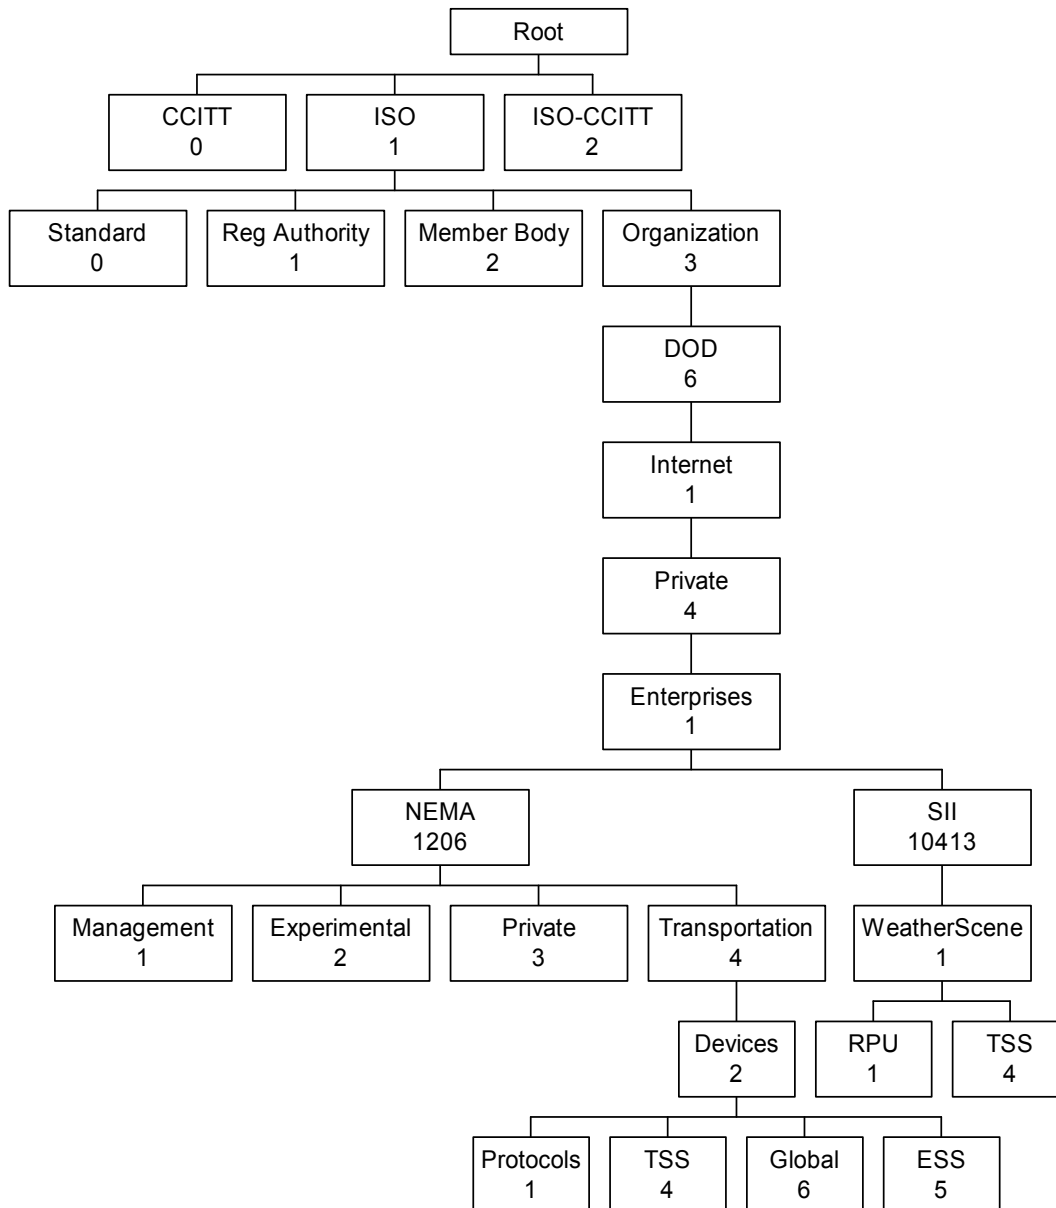 Root
CCITT
0
ISO
1
ISO-CCITT
2
Standard
0
Reg Authority
1
Member Body
2
Organization
3
DOD
6
Internet
1
Private
4
Enterprises
1
NEMA
1206
SII
10413
Management
1
Experimental
2
Private
3
Transportation
4
WeatherScene
1
Devices
2
RPU
1
TSS
4
Protocols
1
TSS
4
Global
6
ESS
5